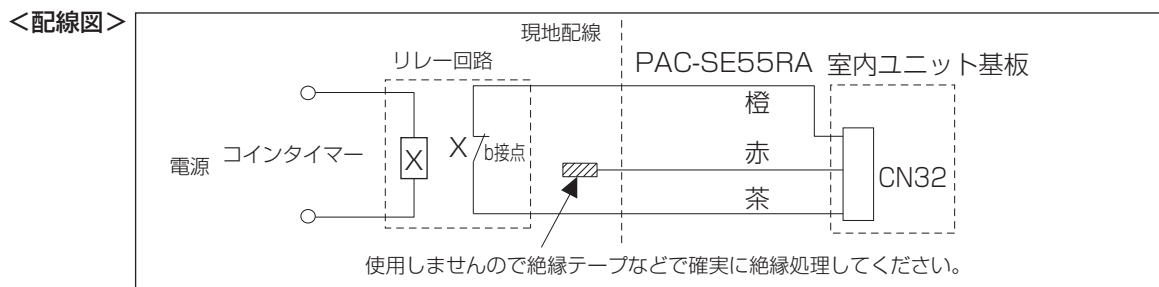 ＜配線図＞
現地配線
リレー回路
PAC-SE55RA 室内ユニット基板
橙
電源 コインタイマー
X
X
b接点
赤
CN32
茶
使用しませんので絶縁テープなどで確実に絶縁処理してください。